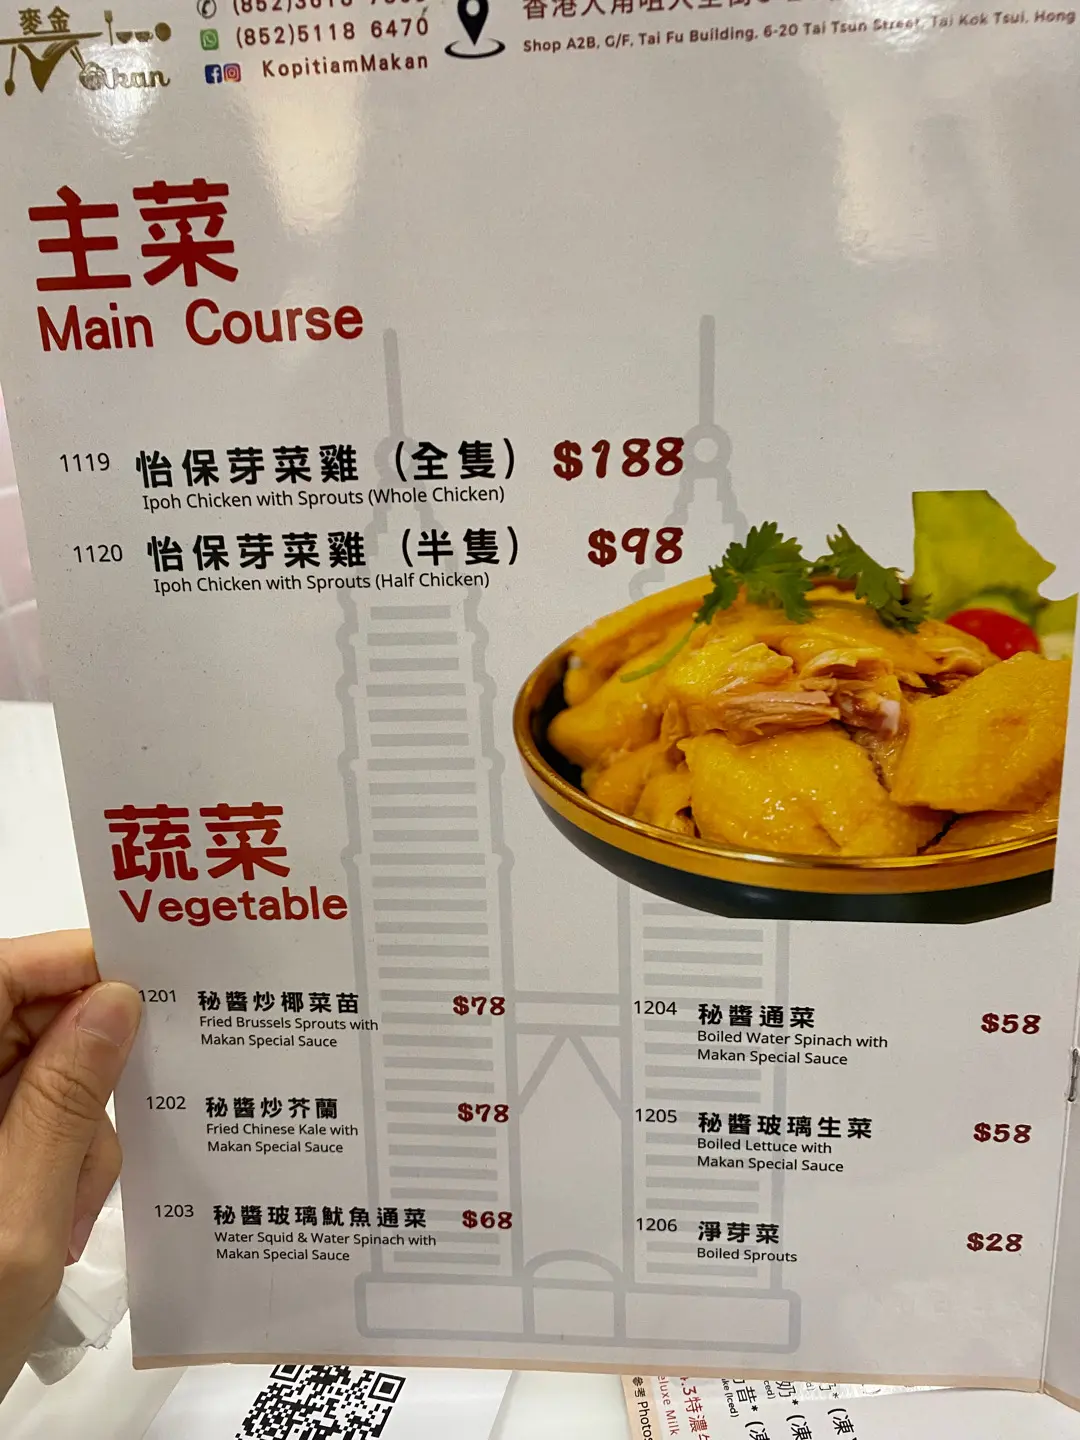 麥金
Makan
(852)5118 6470
KopitiamMakan
Shop A2B, G/F, Tai Fu Building, 6-20 Tai Tsun Street, Tai Kok Tsui, Hong
主菜
Main Course
1119 怡保芽菜雞 (全隻) $188
Ipoh Chicken with Sprouts (Whole Chicken)
1120 怡保芽菜雞 (半隻) $98
Ipoh Chicken with Sprouts (Half Chicken)
蔬菜
Vegetable
1201 秘醬炒椰菜苗 $78
Fried Brussels Sprouts with
Makan Special Sauce
1202 秘醬炒芥蘭 $78
Fried Chinese Kale with
Makan Special Sauce
1203 秘醬玻璃魷魚通菜 $68
Water Squid & Water Spinach with
Makan Special Sauce
1204 秘醬通菜 $58
Boiled Water Spinach with
Makan Special Sauce
1205 秘醬玻璃生菜 $58
Boiled Lettuce with
Makan Special Sauce
1206 淨芽菜 $28
Boiled Sprouts